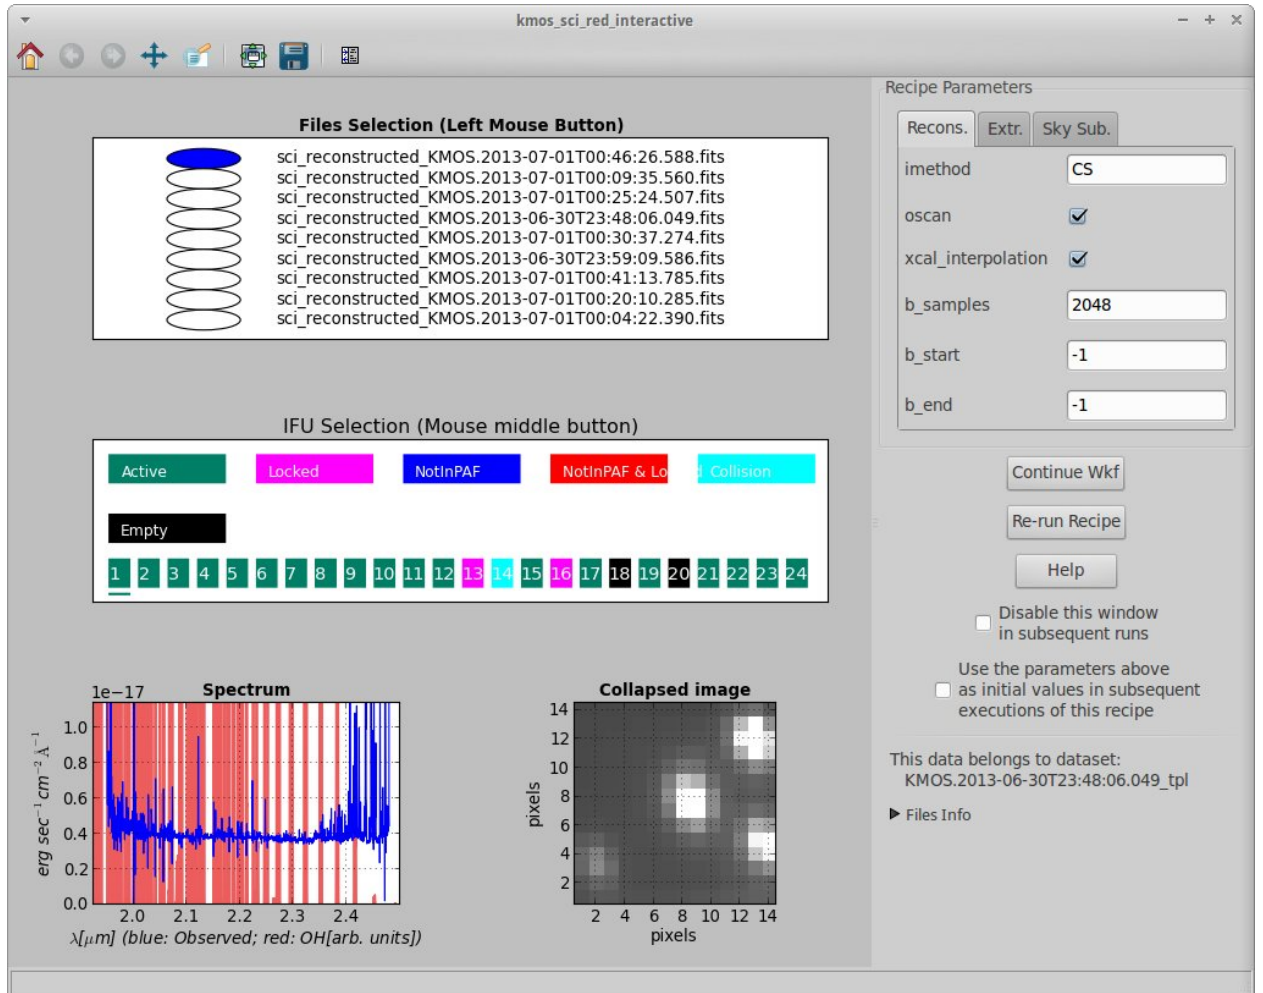 kmos_sci_red_interactive
Recipe Parameters
Recons.
Extr.
Sky Sub.
imethod
CS
oscan
xcal_interpolation
b_samples
2048
b_start
-1
b_end
-1
Continue Wkf
Re-run Recipe
Help
Disable this window
in subsequent runs
Use the parameters above
as initial values in subsequent
executions of this recipe
This data belongs to dataset:
KMOS.2013-06-30T23:48:06.049_tpl
Files Info
Files Selection (Left Mouse Button)
sci_reconstructed_KMOS.2013-07-01T00:46:26.588.fits
sci_reconstructed_KMOS.2013-07-01T00:09:35.560.fits
sci_reconstructed_KMOS.2013-07-01T00:25:24.507.fits
sci_reconstructed_KMOS.2013-06-30T23:48:06.049.fits
sci_reconstructed_KMOS.2013-07-01T00:30:37.274.fits
sci_reconstructed_KMOS.2013-06-30T23:59:09.586.fits
sci_reconstructed_KMOS.2013-07-01T00:41:13.785.fits
sci_reconstructed_KMOS.2013-07-01T00:20:10.285.fits
sci_reconstructed_KMOS.2013-07-01T00:04:22.390.fits
IFU Selection (Mouse middle button)
Active
Locked
NotInPAF
NotInPAF & Lo d
Collision
Empty
1 2 3 4 5 6 7 8 9 10 11 12 13 14 15 16 17 18 19 20 21 22 23 24
Spectrum
1e−17
1.0
0.8
0.6
0.4
0.2
0.0
erg sec⁻¹ cm⁻² Å⁻¹
2.0 2.1 2.2 2.3 2.4
λ[μm] (blue: Observed; red: OH[arb. units])
Collapsed image
14
12
10
8
6
4
2
pixels
2 4 6 8 10 12 14
pixels